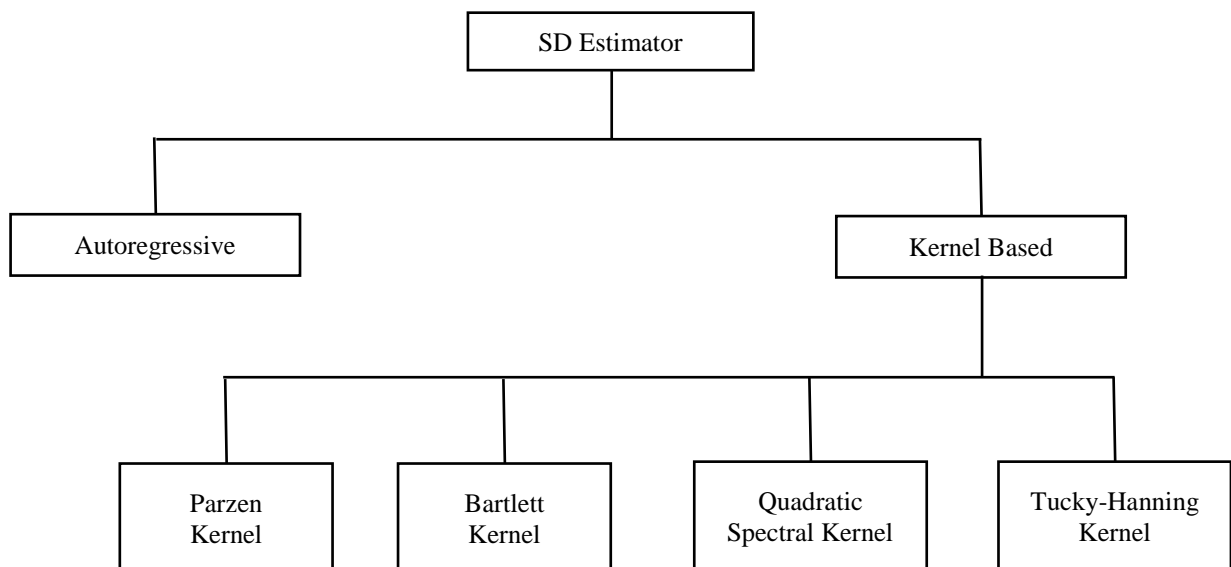 SD Estimator
Autoregressive
Kernel Based
Parzen
Kernel
Bartlett
Kernel
Quadratic
Spectral Kernel
Tucky-Hanning
Kernel